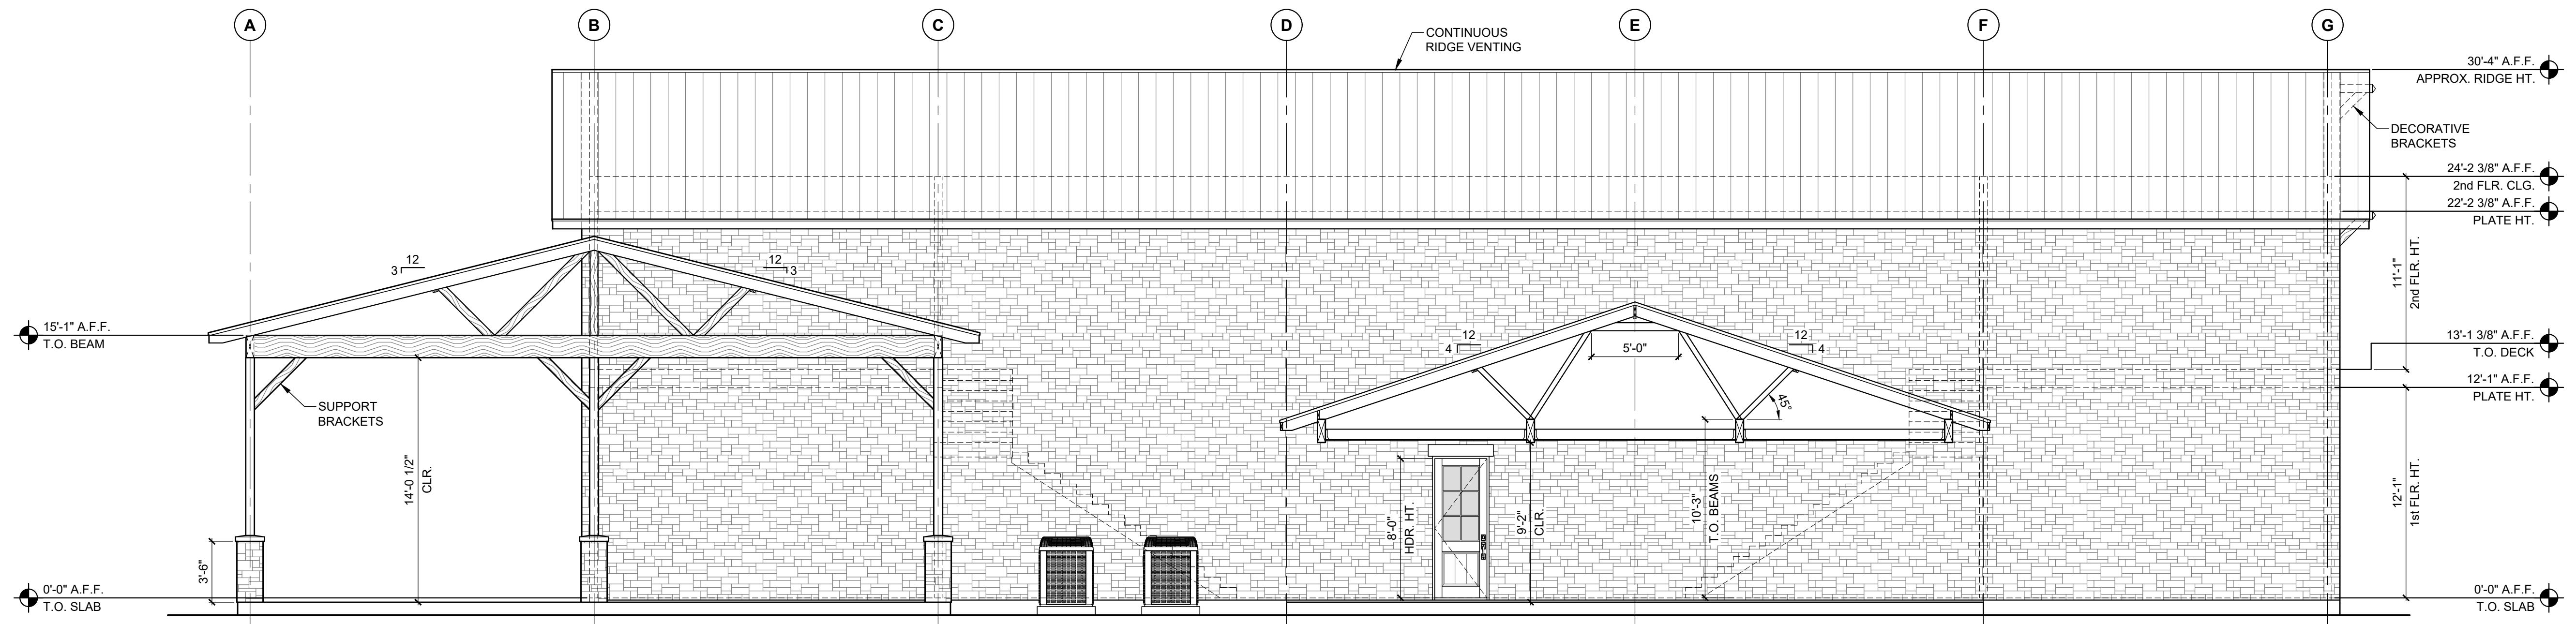 A
B
C
D
E
F
G
CONTINUOUS
RIDGE VENTING
30'-4" A.F.F.
APPROX. RIDGE HT.
DECORATIVE
BRACKETS
24'-2 3/8" A.F.F.
2nd FLR. CLG.
22'-2 3/8" A.F.F.
PLATE HT.
11'-1"
2nd FLR. HT.
12
3
12
3
15'-1" A.F.F.
T.O. BEAM
12
4
5'-0"
12
4
45°
13'-1 3/8" A.F.F.
T.O. DECK
12'-1" A.F.F.
PLATE HT.
SUPPORT
BRACKETS
14'-0 1/2"
CLR.
8'-0"
HDR. HT.
9'-2"
CLR.
10'-3"
T.O. BEAMS
12'-1"
1st FLR. HT.
3'-6"
0'-0" A.F.F.
T.O. SLAB
0'-0" A.F.F.
T.O. SLAB